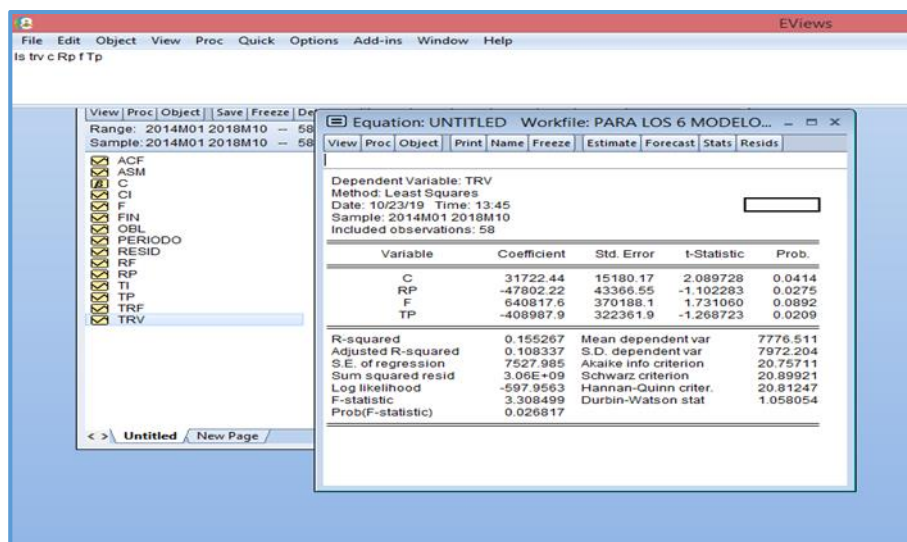 EViews
File Edit Object View Proc Quick Options Add-ins Window Help
ls trv c Rp f Tp
View Proc Object Save Freeze De
Range: 2014M01 2018M10 -- 58
Sample: 2014M01 2018M10 -- 58
ACF
ASM
C
CI
F
FIN
OBL
PERIODO
RESID
RF
RP
TI
TP
TRF
TRV
Untitled New Page
Equation: UNTITLED Workfile: PARA LOS 6 MODELO...
View Proc Object Print Name Freeze Estimate Forecast Stats Resids
Dependent Variable: TRV
Method: Least Squares
Date: 10/23/19 Time: 13:45
Sample: 2014M01 2018M10
Included observations: 58
Variable Coefficient Std. Error t-Statistic Prob.
C 31722.44 15180.17 2.089728 0.0414
RP -47802.22 43366.55 -1.102283 0.0275
F 640817.6 370188.1 1.731060 0.0892
TP -408987.9 322361.9 -1.268723 0.0209
R-squared 0.155267 Mean dependent var 7776.511
Adjusted R-squared 0.108337 S.D. dependent var 7972.204
S.E. of regression 7527.985 Akaike info criterion 20.75711
Sum squared resid 3.06E+09 Schwarz criterion 20.89921
Log likelihood -597.9563 Hannan-Quinn criter. 20.81247
F-statistic 3.308499 Durbin-Watson stat 1.058054
Prob(F-statistic) 0.026817